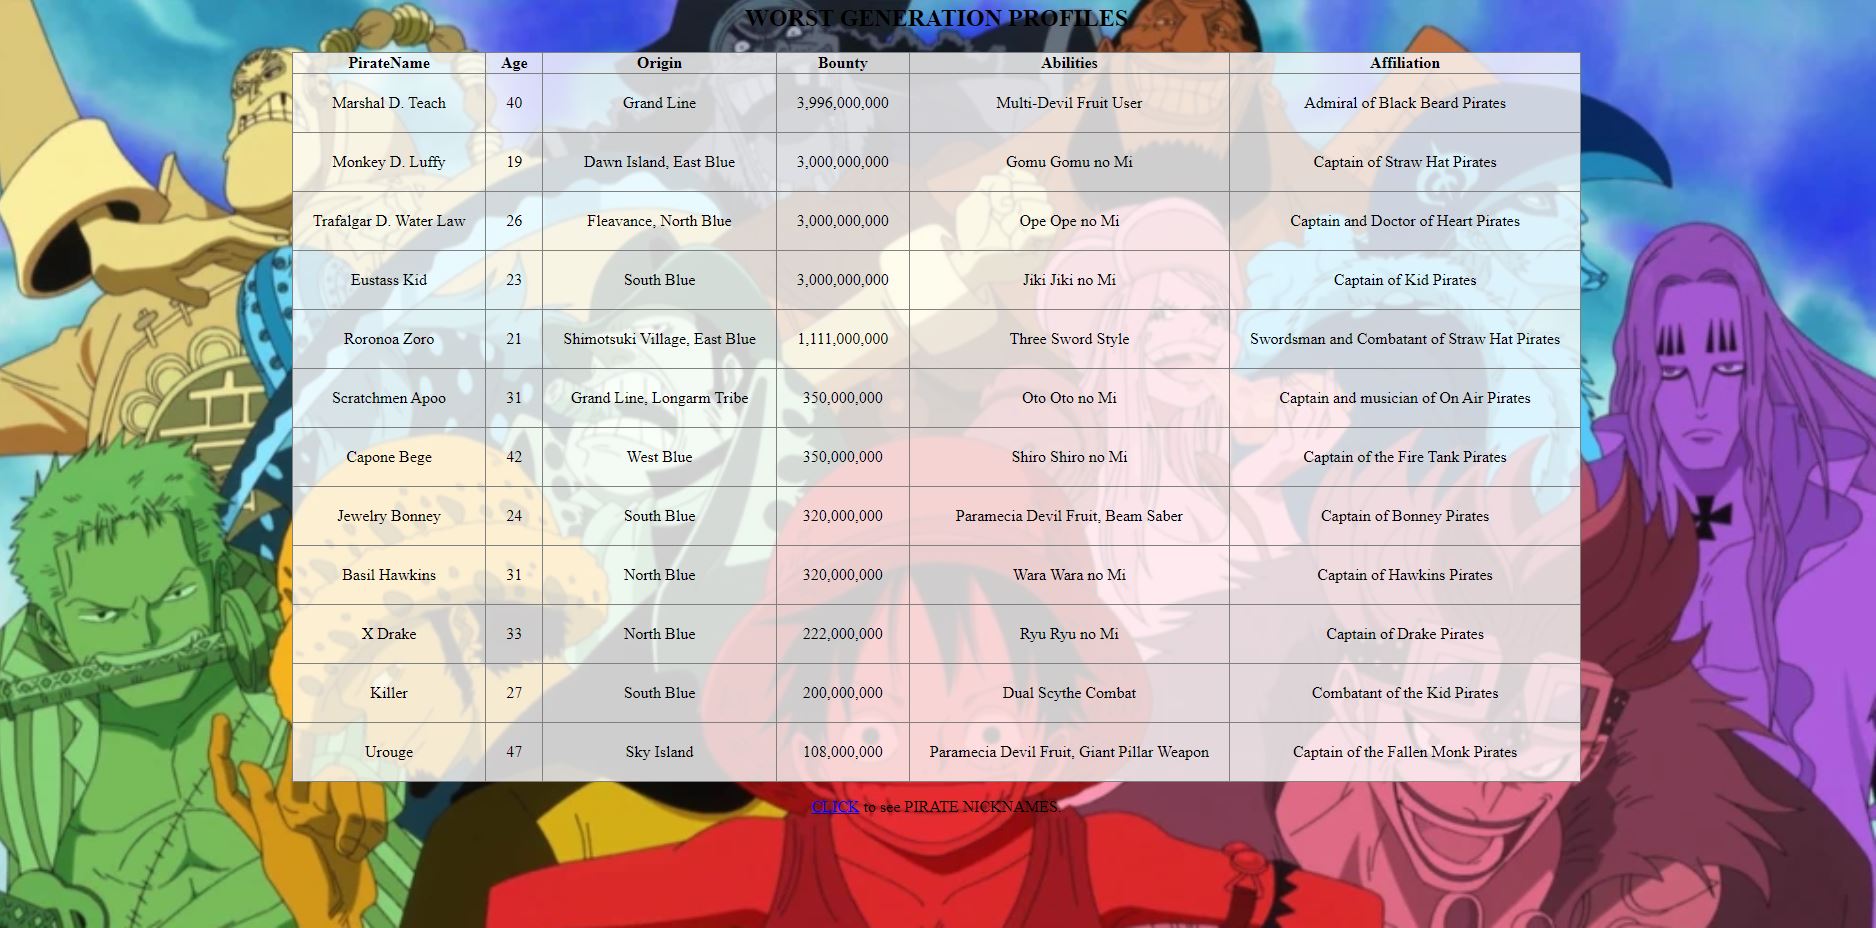 WORST GENERATION PROFILES
PirateName Age Origin Bounty Abilities Affiliation
Marshal D. Teach 40 Grand Line 3,996,000,000 Multi-Devil Fruit User Admiral of Black Beard Pirates
Monkey D. Luffy 19 Dawn Island, East Blue 3,000,000,000 Gomu Gomu no Mi Captain of Straw Hat Pirates
Trafalgar D. Water Law 26 Fleavance, North Blue 3,000,000,000 Ope Ope no Mi Captain and Doctor of Heart Pirates
Eustass Kid 23 South Blue 3,000,000,000 Jiki Jiki no Mi Captain of Kid Pirates
Roronoa Zoro 21 Shimotsuki Village, East Blue 1,111,000,000 Three Sword Style Swordsman and Combatant of Straw Hat Pirates
Scratchmen Apoo 31 Grand Line, Longarm Tribe 350,000,000 Oto Oto no Mi Captain and musician of On Air Pirates
Capone Bege 42 West Blue 350,000,000 Shiro Shiro no Mi Captain of the Fire Tank Pirates
Jewelry Bonney 24 South Blue 320,000,000 Paramecia Devil Fruit, Beam Saber Captain of Bonney Pirates
Basil Hawkins 31 North Blue 320,000,000 Wara Wara no Mi Captain of Hawkins Pirates
X Drake 33 North Blue 222,000,000 Ryu Ryu no Mi Captain of Drake Pirates
Killer 27 South Blue 200,000,000 Dual Scythe Combat Combatant of the Kid Pirates
Urouge 47 Sky Island 108,000,000 Paramecia Devil Fruit, Giant Pillar Weapon Captain of the Fallen Monk Pirates
CLICK to see PIRATE NICKNAMES.